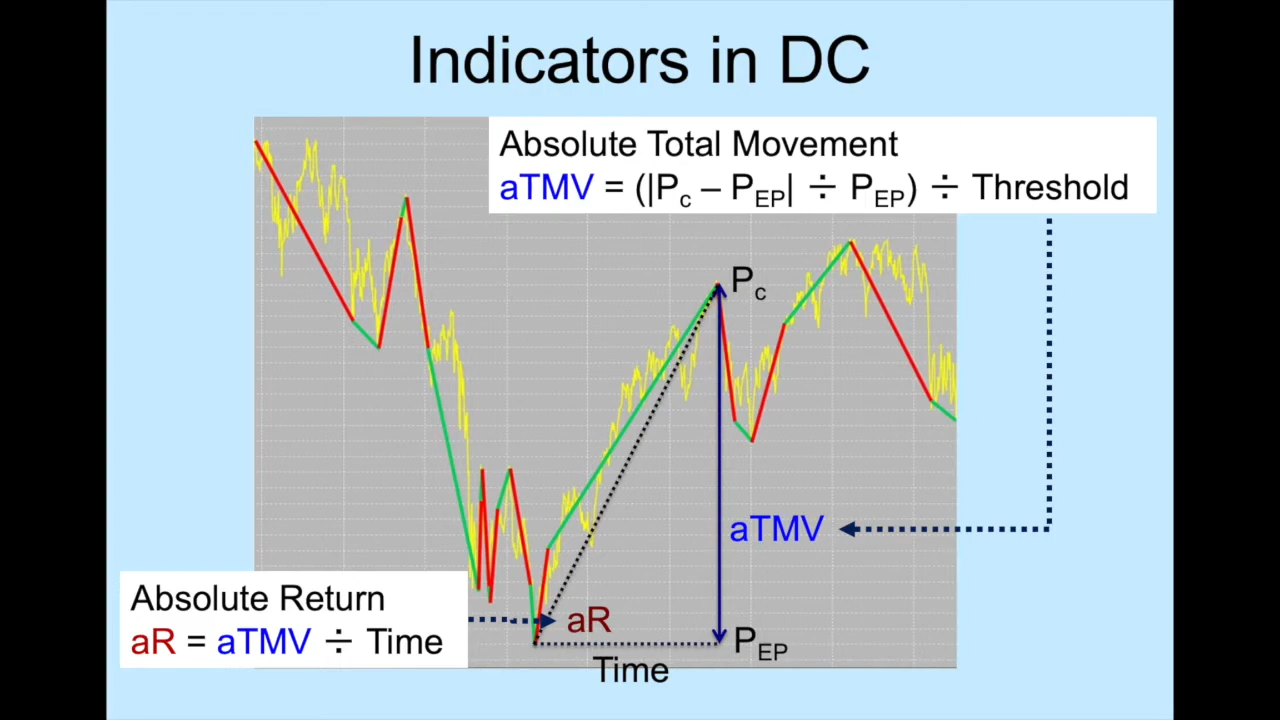 Indicators in DC
Absolute Total Movement
aTMV = (|Pc – PEP| ÷ PEP) ÷ Threshold
Pc
aTMV
Absolute Return
aR = aTMV ÷ Time
aR
PEP
Time